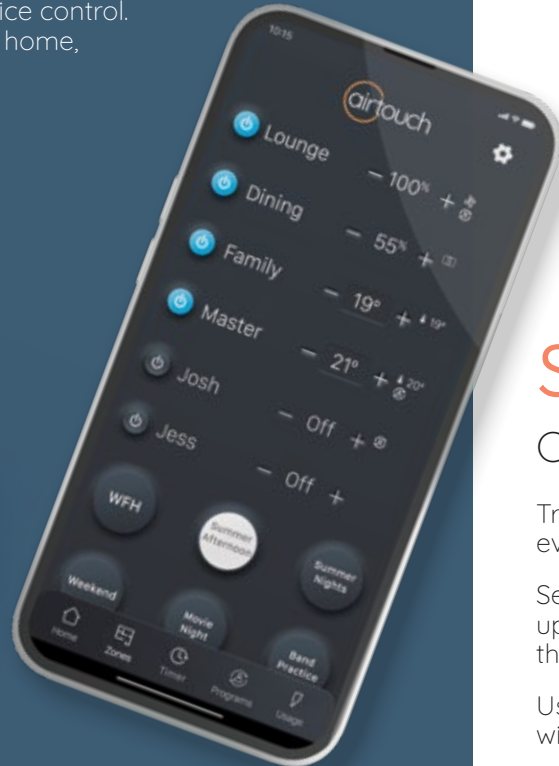 ice control.
home,
10:15
airtouch
Lounge - 100% +
Dining - 55% +
Family - 19° + 19°
Master - 21° + 20°
Josh - Off +
Jess - Off +
WFH
Summer
Afternoon
Summer
Nights
Weekend
Movie
Night
Band
Practice
Home
Zones
Timer
Programs
Usage
S
C
Tr
ev
Se
up
th
Us
wi